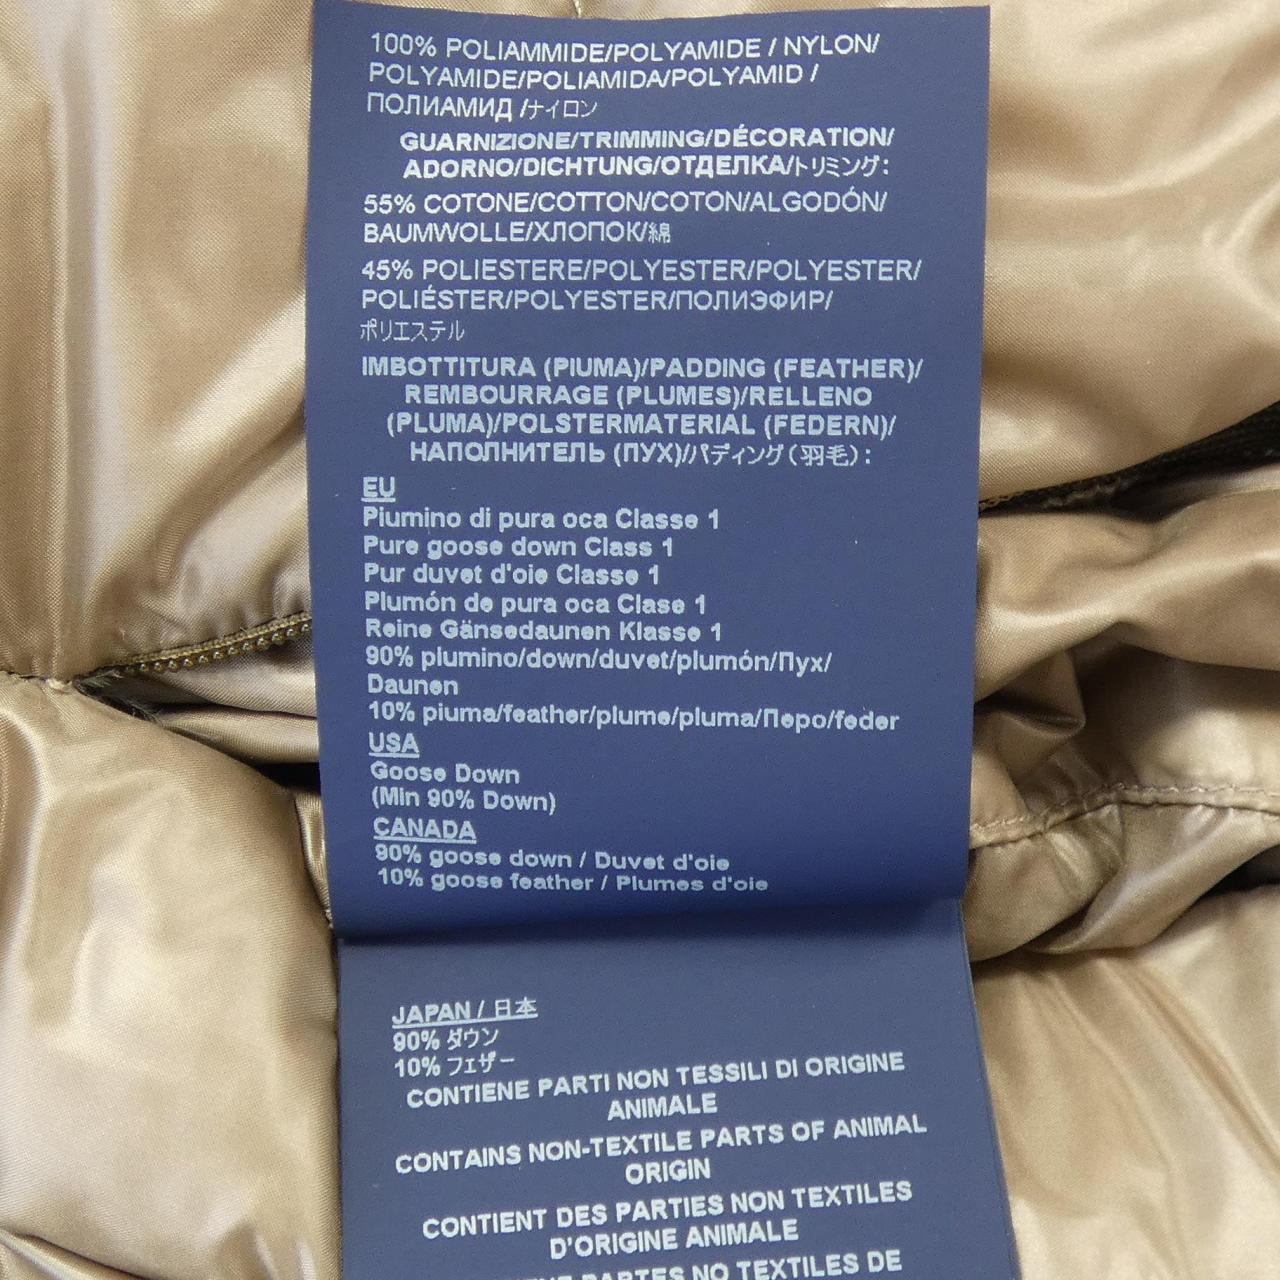 100% POLIAMMIDE/POLYAMIDE / NYLON/
POLYAMIDE/POLIAMIDA/POLYAMID /
ПОЛИАМИД /ナイロン
GUARNIZIONE/TRIMMING/DÉCORATION/
ADORNO/DICHTUNG/ОТДЕЛКА/トリミング:
55% COTONE/COTTON/COTON/ALGODÓN/
BAUMWOLLE/ХЛОПОК/綿
45% POLIESTERE/POLYESTER/POLYESTER/
POLIÉSTER/POLYESTER/ПОЛИЭФИР/
ポリエステル
IMBOTTITURA (PIUMA)/PADDING (FEATHER)/
REMBOURRAGE (PLUMES)/RELLENO
(PLUMA)/POLSTERMATERIAL (FEDERN)/
НАПОЛНИТЕЛЬ (ПУХ)/パディング(羽毛):
EU
Piumino di pura oca Classe 1
Pure goose down Class 1
Pur duvet d'oie Classe 1
Plumón de pura oca Clase 1
Reine Gänsedaunen Klasse 1
90% plumino/down/duvet/plumón/Пух/
Daunen
10% piuma/feather/plume/pluma/Перо/feder
USA
Goose Down
(Min 90% Down)
CANADA
90% goose down / Duvet d'oie
10% goose feather / Plumes d'oie
JAPAN / 日本
90% ダウン
10% フェザー
CONTIENE PARTI NON TESSILI DI ORIGINE
ANIMALE
CONTAINS NON-TEXTILE PARTS OF ANIMAL
ORIGIN
CONTIENT DES PARTIES NON TEXTILES
D'ORIGINE ANIMALE
PARTES NO TEXTILES DE